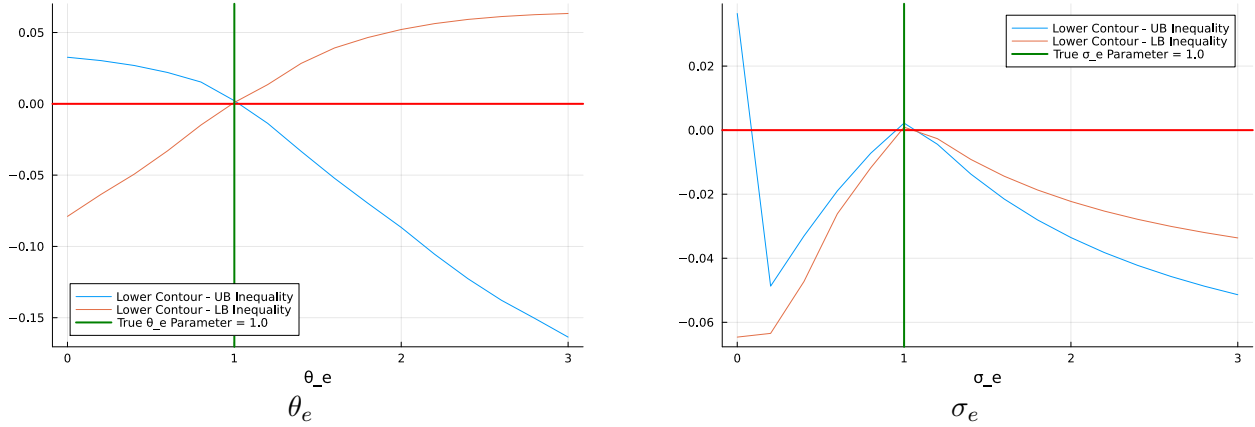 0.05
0.00
−0.05
−0.10
−0.15
Lower Contour - UB Inequality
Lower Contour - LB Inequality
True θ_e Parameter = 1.0
0 1 2 3
θ_e
θe
0.02
0.00
−0.02
−0.04
−0.06
Lower Contour - UB Inequality
Lower Contour - LB Inequality
True σ_e Parameter = 1.0
0 1 2 3
σ_e
σe